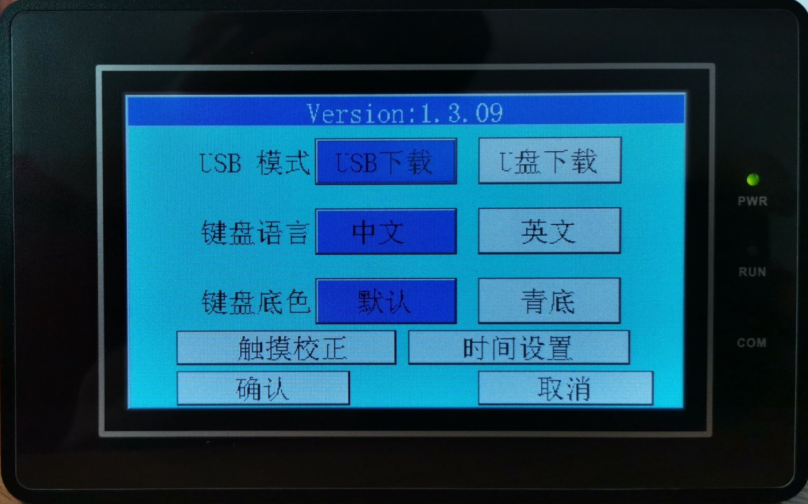 Version:1.3.09
USB 模式 USB下载 U盘下载
PWR
键盘语言 中文 英文
RUN
键盘底色 默认 青底
COM
触摸校正 时间设置
确认 取消